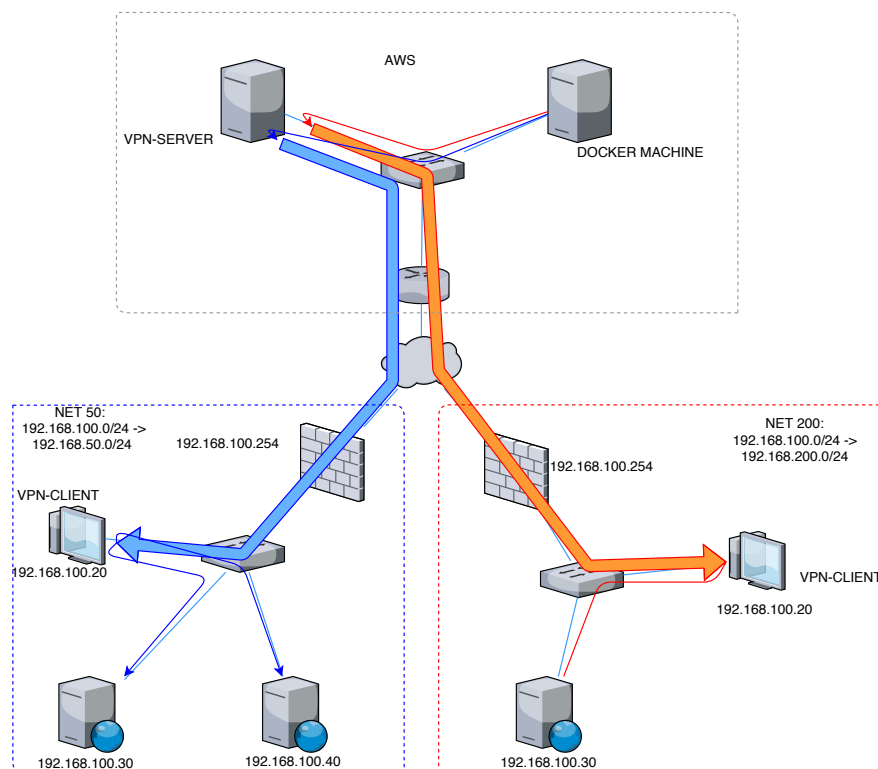 AWS
VPN-SERVER
DOCKER MACHINE
NET 50:
192.168.100.0/24 ->
192.168.50.0/24
192.168.100.254
VPN-CLIENT
192.168.100.20
192.168.100.30
192.168.100.40
NET 200:
192.168.100.0/24 ->
192.168.200.0/24
192.168.100.254
VPN-CLIENT
192.168.100.20
192.168.100.30